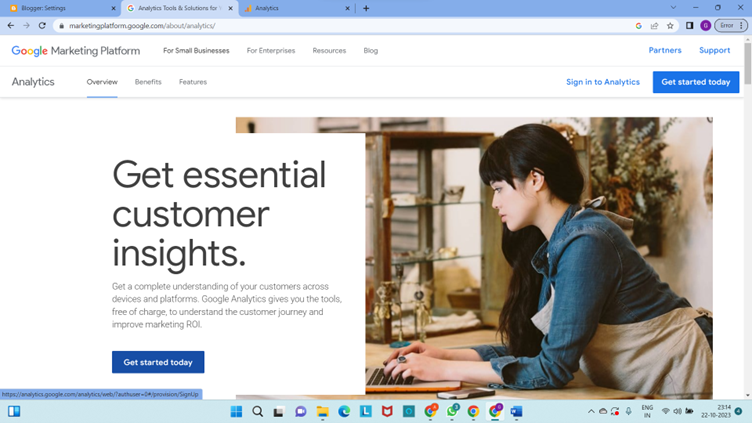 Blogger: Settings
Analytics Tools & Solutions for
Analytics
marketingplatform.google.com/about/analytics/
G
Error
Google Marketing Platform
For Small Businesses
For Enterprises
Resources
Blog
Partners
Support
Analytics
Overview
Benefits
Features
Sign in to Analytics
Get started today
Get essential
customer
insights.
Get a complete understanding of your customers across
devices and platforms. Google Analytics gives you the tools,
free of charge, to understand the customer journey and
improve marketing ROI.
Get started today
https://analytics.google.com/analytics/web/?authuser=0#/provision/SignUp
ENG
IN
23:14
22-10-2023